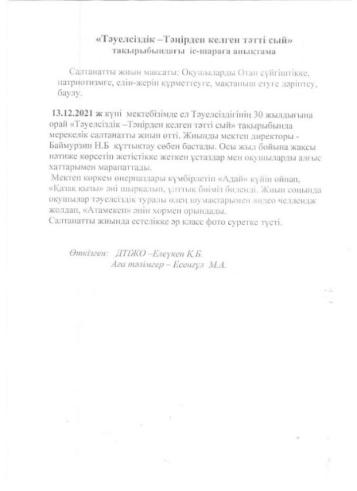 «Тәуелсіздік –Тәңірден келген тәтті сый»
тақырыбындағы іс-шараға анықтама
Салтанатты жиын мақсаты: Оқушыларды Отан сүйгіштікке,
патриотизмге, елін-жерін құрметтеуге, мақтаныш етуге дәріптеу,
баулу.
13.12.2021 ж күні мектебімізде ел Тәуелсіздігінің 30 жылдығына
орай «Тәуелсіздік –Тәңірден келген тәтті сый» тақырыбында
мерекелік салтанатты жиын өтті. Жиынды мектеп директоры -
Баймурзин Н.Б құттықтау сөбен бастады. Осы жыл бойына жақсы
нәтиже көрсетіп жетістікке жеткен ұстаздар мен оқушыларды алғыс
хаттарымен марапаттады.
Мектеп көркем өнерпаздары күмбірлетіп «Адай» күйін ойнап,
«Қазақ қызы» әні шырқалып, ұлттық биіміз биленді. Жиын соңында
оқушылар тәуелсіздік туралы өлең шумақтарымен видео челлендж
жолдап, «Атамекен» әнін хормен орындады.
Салтанатты жиында естелікке әр класс фото суретке түсті.
Өткізген: ДТІЖО –Елеукен Қ.Б.
Аға тәлімгер – Есенгүл М.А.